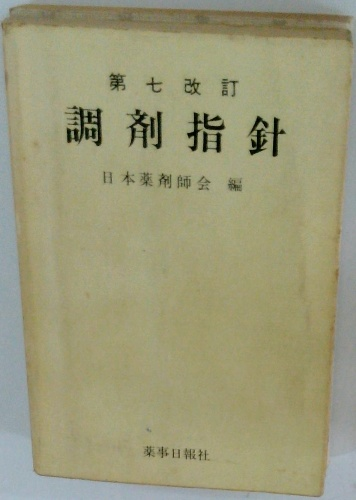 第七改訂
調剤指針
日本薬剤師会 編
薬事日報社